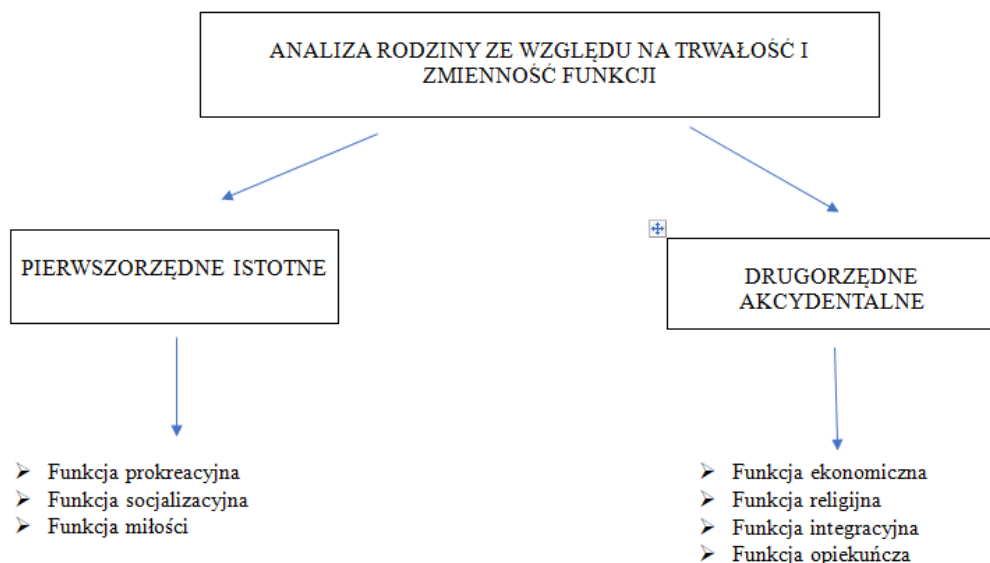 ANALIZA RODZINY ZE WZGLĘDU NA TRWAŁOŚĆ I
ZMIENNOŚĆ FUNKCJI
PIERWSZORZĘDNE ISTOTNE
DRUGORZĘDNE
AKCYDENTALNE
Funkcja prokreacyjna
Funkcja socjalizacyjna
Funkcja miłości
Funkcja ekonomiczna
Funkcja religijna
Funkcja integracyjna
Funkcja opiekuńcza